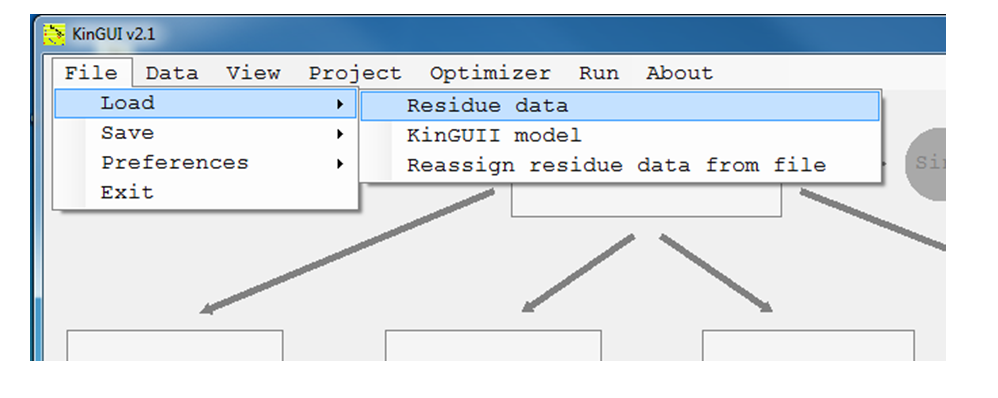 KinGUI v2.1
File Data View Project Optimizer Run About
Load
Residue data
Save
KinGUII model
Preferences
Reassign residue data from file
Exit